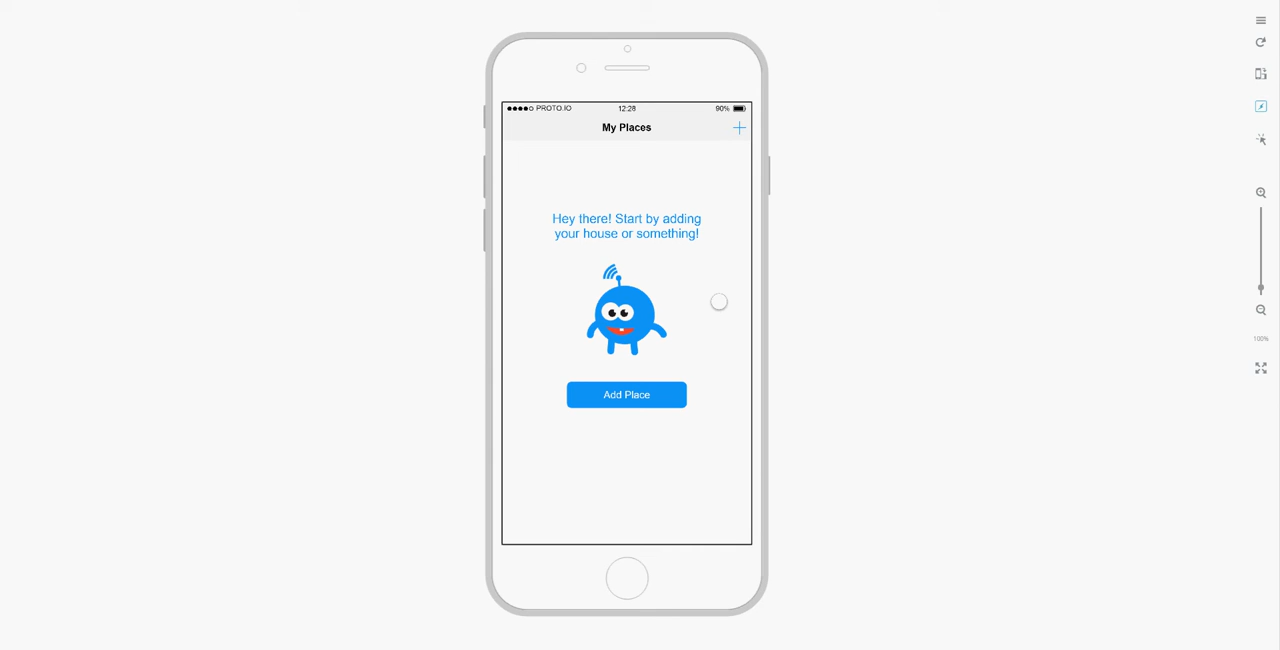 PROTO.IO 12:28 90%
My Places
Hey there! Start by adding
your house or something!
Add Place
100%